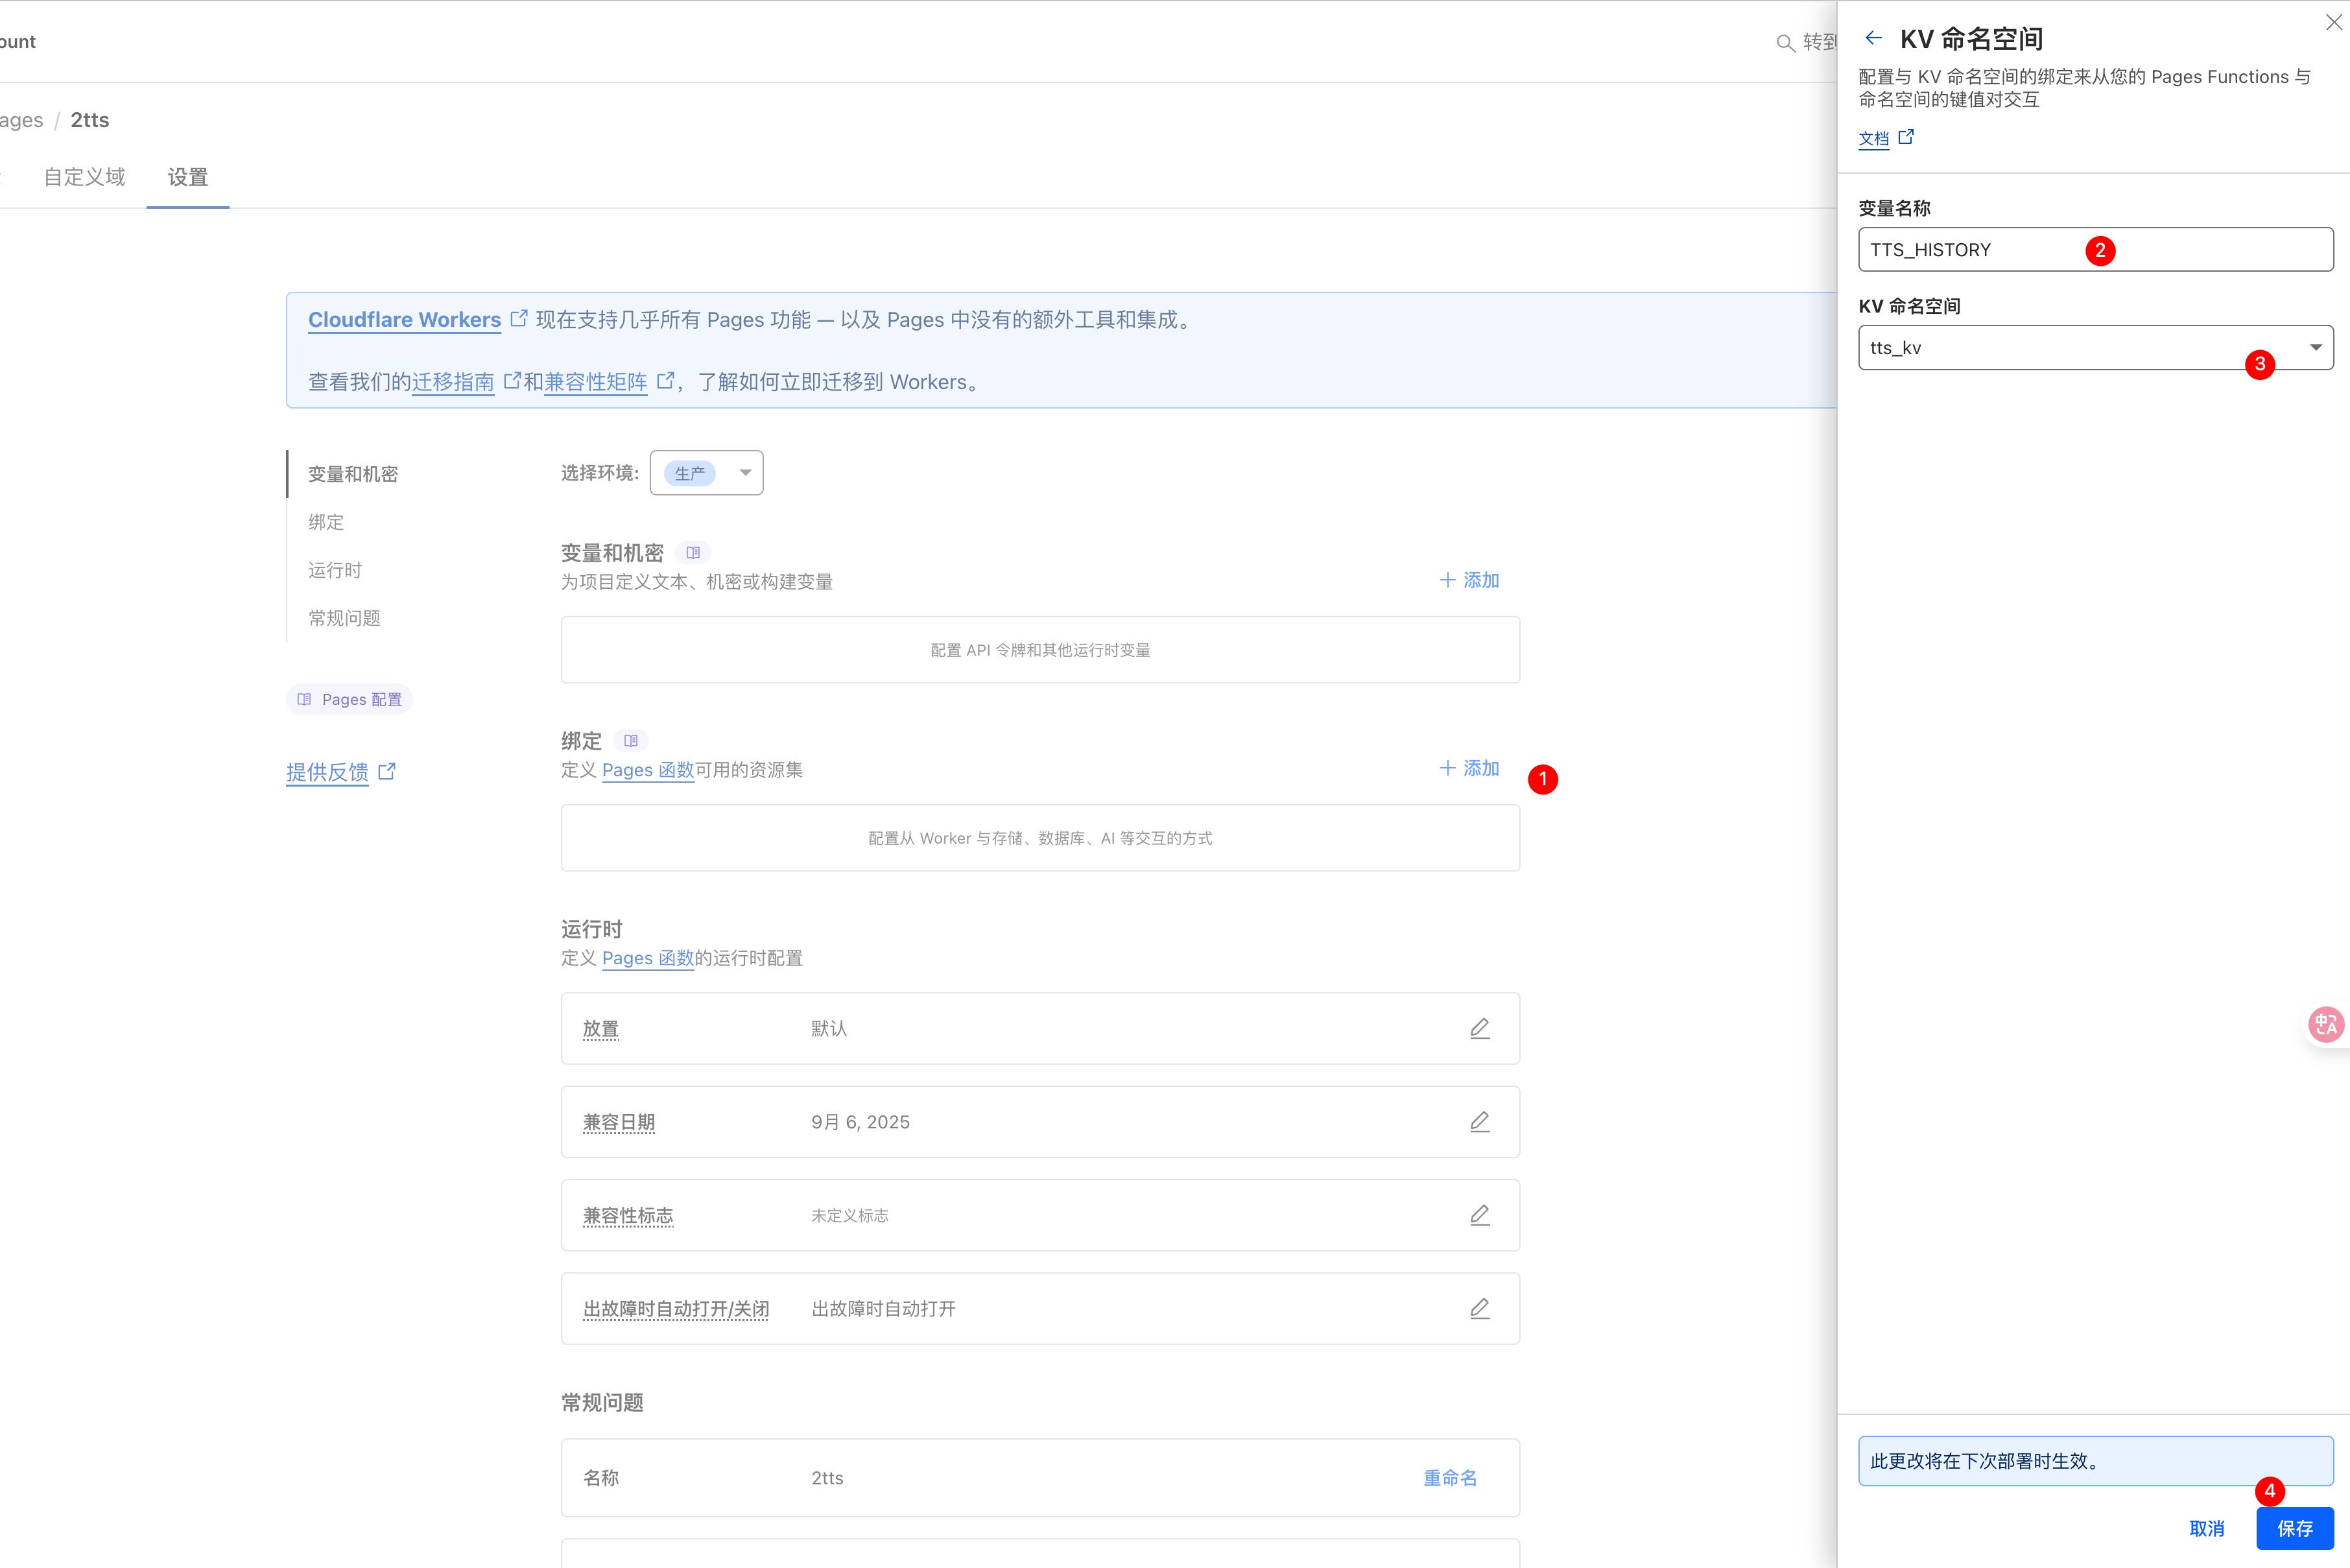 ount
转到
ages / 2tts
自定义域
设置
Cloudflare Workers 现在支持几乎所有 Pages 功能 — 以及 Pages 中没有的额外工具和集成。
查看我们的迁移指南 和兼容性矩阵 ，了解如何立即迁移到 Workers。
变量和机密
绑定
运行时
常规问题
Pages 配置
提供反馈
选择环境: 生产
变量和机密
为项目定义文本、机密或构建变量
添加
配置 API 令牌和其他运行时变量
绑定
定义 Pages 函数可用的资源集
添加
1
配置从 Worker 与存储、数据库、AI 等交互的方式
运行时
定义 Pages 函数的运行时配置
放置 默认
兼容日期 9月 6, 2025
兼容性标志 未定义标志
出故障时自动打开/关闭 出故障时自动打开
常规问题
名称 2tts 重命名
KV 命名空间
配置与 KV 命名空间的绑定来从您的 Pages Functions 与
命名空间的键值对交互
文档
变量名称
TTS_HISTORY 2
KV 命名空间
tts_kv
3
中A
此更改将在下次部署时生效。
4
取消 保存